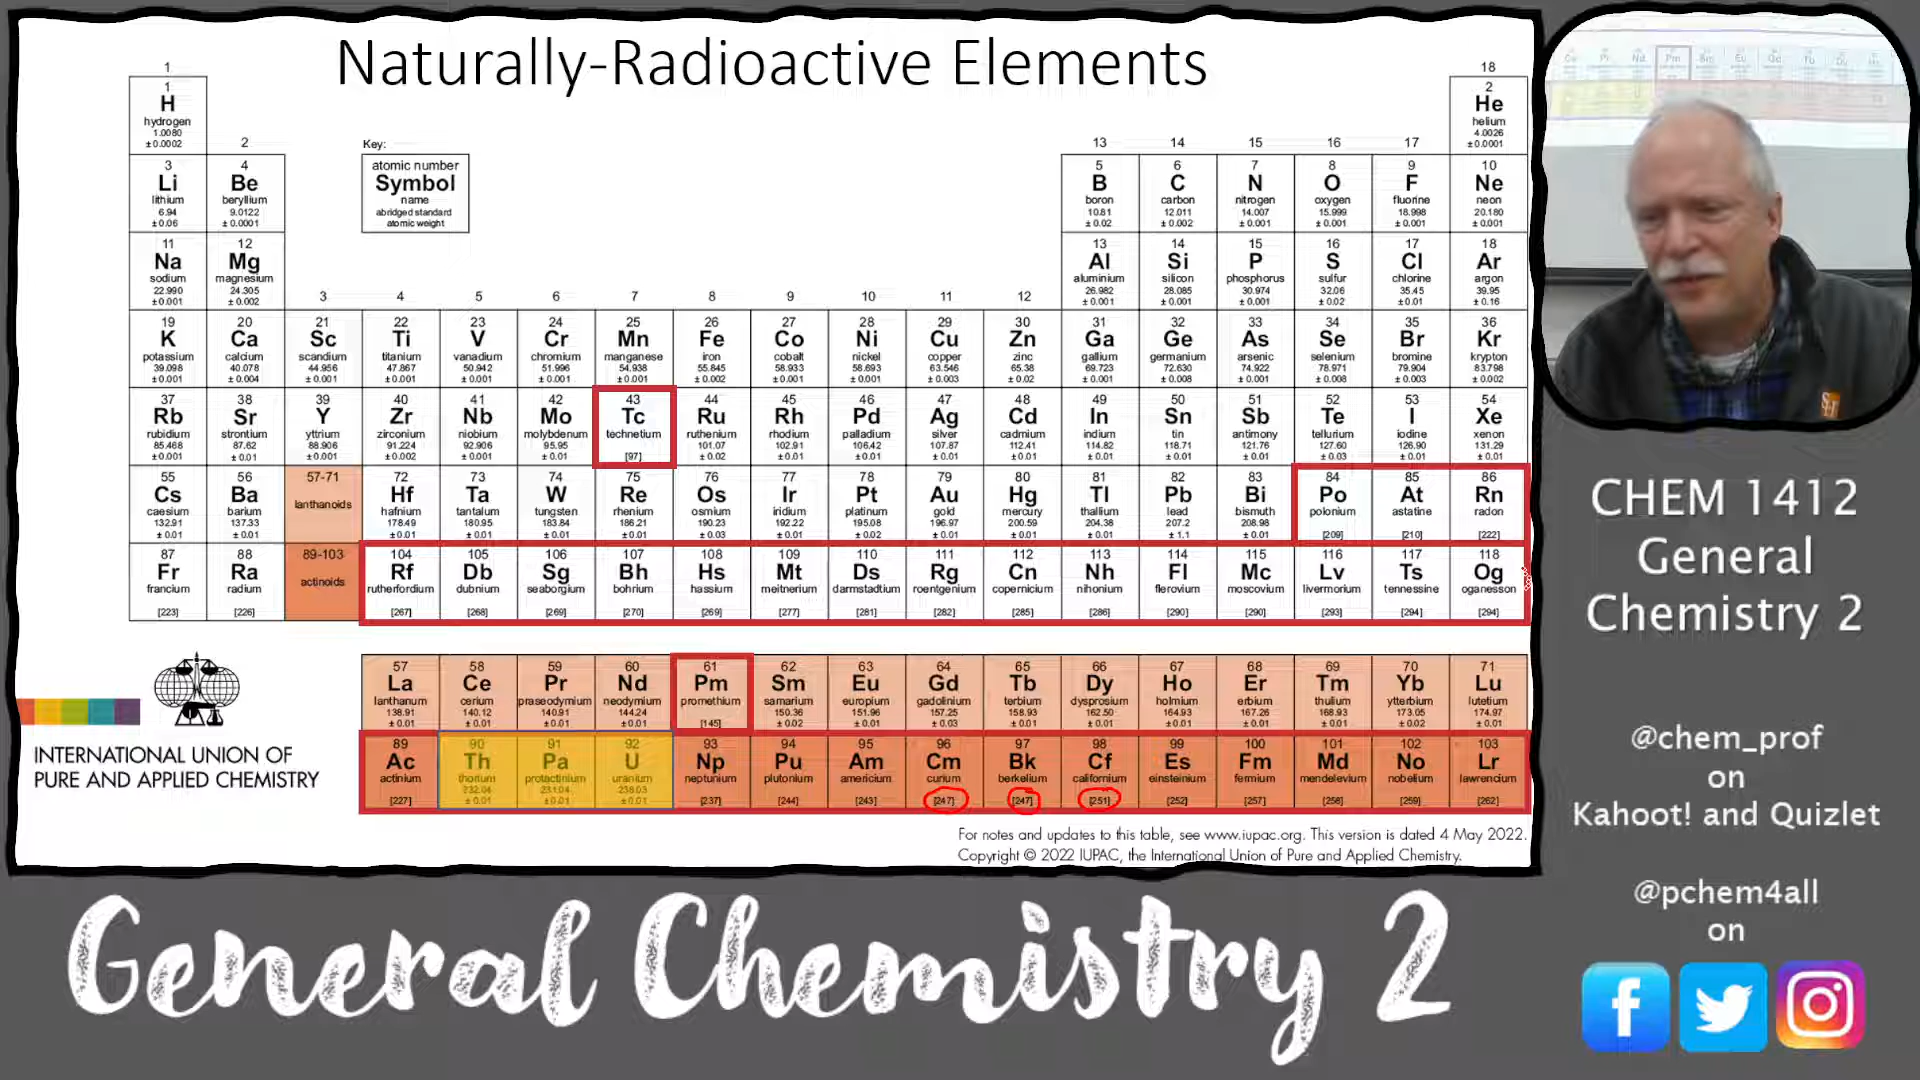 Naturally-Radioactive Elements
1 18
1 2
H He
hydrogen helium
1.0080 4.0026
±0.0002 ±0.0001
2 13 14 15 16 17
Key:
atomic number
Symbol
name
abridged standard
atomic weight
3 4 5 6 7 8 9 10
Li Be B C N O F Ne
lithium beryllium boron carbon nitrogen oxygen fluorine neon
6.94 9.0122 10.81 12.011 14.007 15.999 18.998 20.180
±0.06 ±0.0001 ±0.02 ±0.002 ±0.001 ±0.001 ±0.001 ±0.001
11 12 13 14 15 16 17 18
Na Mg Al Si P S Cl Ar
sodium magnesium aluminium silicon phosphorus sulfur chlorine argon
22.990 24.305 26.982 28.085 30.974 32.06 35.45 39.95
±0.001 ±0.002 ±0.001 ±0.001 ±0.001 ±0.02 ±0.01 ±0.16
3 4 5 6 7 8 9 10 11 12
19 20 21 22 23 24 25 26 27 28 29 30 31 32 33 34 35 36
K Ca Sc Ti V Cr Mn Fe Co Ni Cu Zn Ga Ge As Se Br Kr
potassium calcium scandium titanium vanadium chromium manganese iron cobalt nickel copper zinc gallium germanium arsenic selenium bromine krypton
39.098 40.078 44.956 47.867 50.942 51.996 54.938 55.845 58.933 58.693 63.546 65.38 69.723 72.630 74.922 78.971 79.904 83.798
±0.001 ±0.004 ±0.001 ±0.001 ±0.001 ±0.001 ±0.001 ±0.002 ±0.001 ±0.001 ±0.003 ±0.02 ±0.001 ±0.008 ±0.001 ±0.008 ±0.003 ±0.002
37 38 39 40 41 42 43 44 45 46 47 48 49 50 51 52 53 54
Rb Sr Y Zr Nb Mo Tc Ru Rh Pd Ag Cd In Sn Sb Te I Xe
rubidium strontium yttrium zirconium niobium molybdenum technetium ruthenium rhodium palladium silver cadmium indium tin antimony tellurium iodine xenon
85.468 87.62 88.906 91.224 92.906 95.95 101.07 102.91 106.42 107.87 112.41 114.82 118.71 121.76 127.60 126.90 131.29
±0.001 ±0.01 ±0.001 ±0.002 ±0.001 ±0.01 [97] ±0.02 ±0.01 ±0.01 ±0.01 ±0.01 ±0.01 ±0.01 ±0.01 ±0.03 ±0.01 ±0.01
55 56 57-71 72 73 74 75 76 77 78 79 80 81 82 83 84 85 86
Cs Ba lanthanoids Hf Ta W Re Os Ir Pt Au Hg Tl Pb Bi Po At Rn
caesium barium hafnium tantalum tungsten rhenium osmium iridium platinum gold mercury thallium lead bismuth polonium astatine radon
132.91 137.33 178.49 180.95 183.84 186.21 190.23 192.22 195.08 196.97 200.59 204.38 207.2 208.98
±0.01 ±0.01 ±0.01 ±0.01 ±0.01 ±0.01 ±0.03 ±0.01 ±0.02 ±0.01 ±0.01 ±0.01 ±1.1 ±0.01 [209] [210] [222]
87 88 89-103 104 105 106 107 108 109 110 111 112 113 114 115 116 117 118
Fr Ra actinoids Rf Db Sg Bh Hs Mt Ds Rg Cn Nh Fl Mc Lv Ts Og
francium radium rutherfordium dubnium seaborgium bohrium hassium meitnerium darmstadtium roentgenium copernicium nihonium flerovium moscovium livermorium tennessine oganesson
[223] [226] [267] [268] [269] [270] [269] [277] [281] [282] [285] [286] [290] [290] [293] [294] [294]
57 58 59 60 61 62 63 64 65 66 67 68 69 70 71
La Ce Pr Nd Pm Sm Eu Gd Tb Dy Ho Er Tm Yb Lu
lanthanum cerium praseodymium neodymium promethium samarium europium gadolinium terbium dysprosium holmium erbium thulium ytterbium lutetium
138.91 140.12 140.91 144.24 150.36 151.96 157.25 158.93 162.50 164.93 167.26 168.93 173.05 174.97
±0.01 ±0.01 ±0.01 ±0.01 [145] ±0.02 ±0.01 ±0.03 ±0.01 ±0.01 ±0.01 ±0.01 ±0.01 ±0.02 ±0.01
89 90 91 92 93 94 95 96 97 98 99 100 101 102 103
Ac Th Pa U Np Pu Am Cm Bk Cf Es Fm Md No Lr
actinium thorium protactinium uranium neptunium plutonium americium curium berkelium californium einsteinium fermium mendelevium nobelium lawrencium
232.04 231.04 238.03
[227] ±0.01 ±0.01 ±0.01 [237] [244] [243] [247] [247] [251] [252] [257] [258] [259] [262]
INTERNATIONAL UNION OF
PURE AND APPLIED CHEMISTRY
For notes and updates to this table, see www.iupac.org. This version is dated 4 May 2022.
Copyright © 2022 IUPAC, the International Union of Pure and Applied Chemistry.
General Chemistry 2
CHEM 1412
General
Chemistry 2
@chem_prof
on
Kahoot! and Quizlet
@pchem4all
on